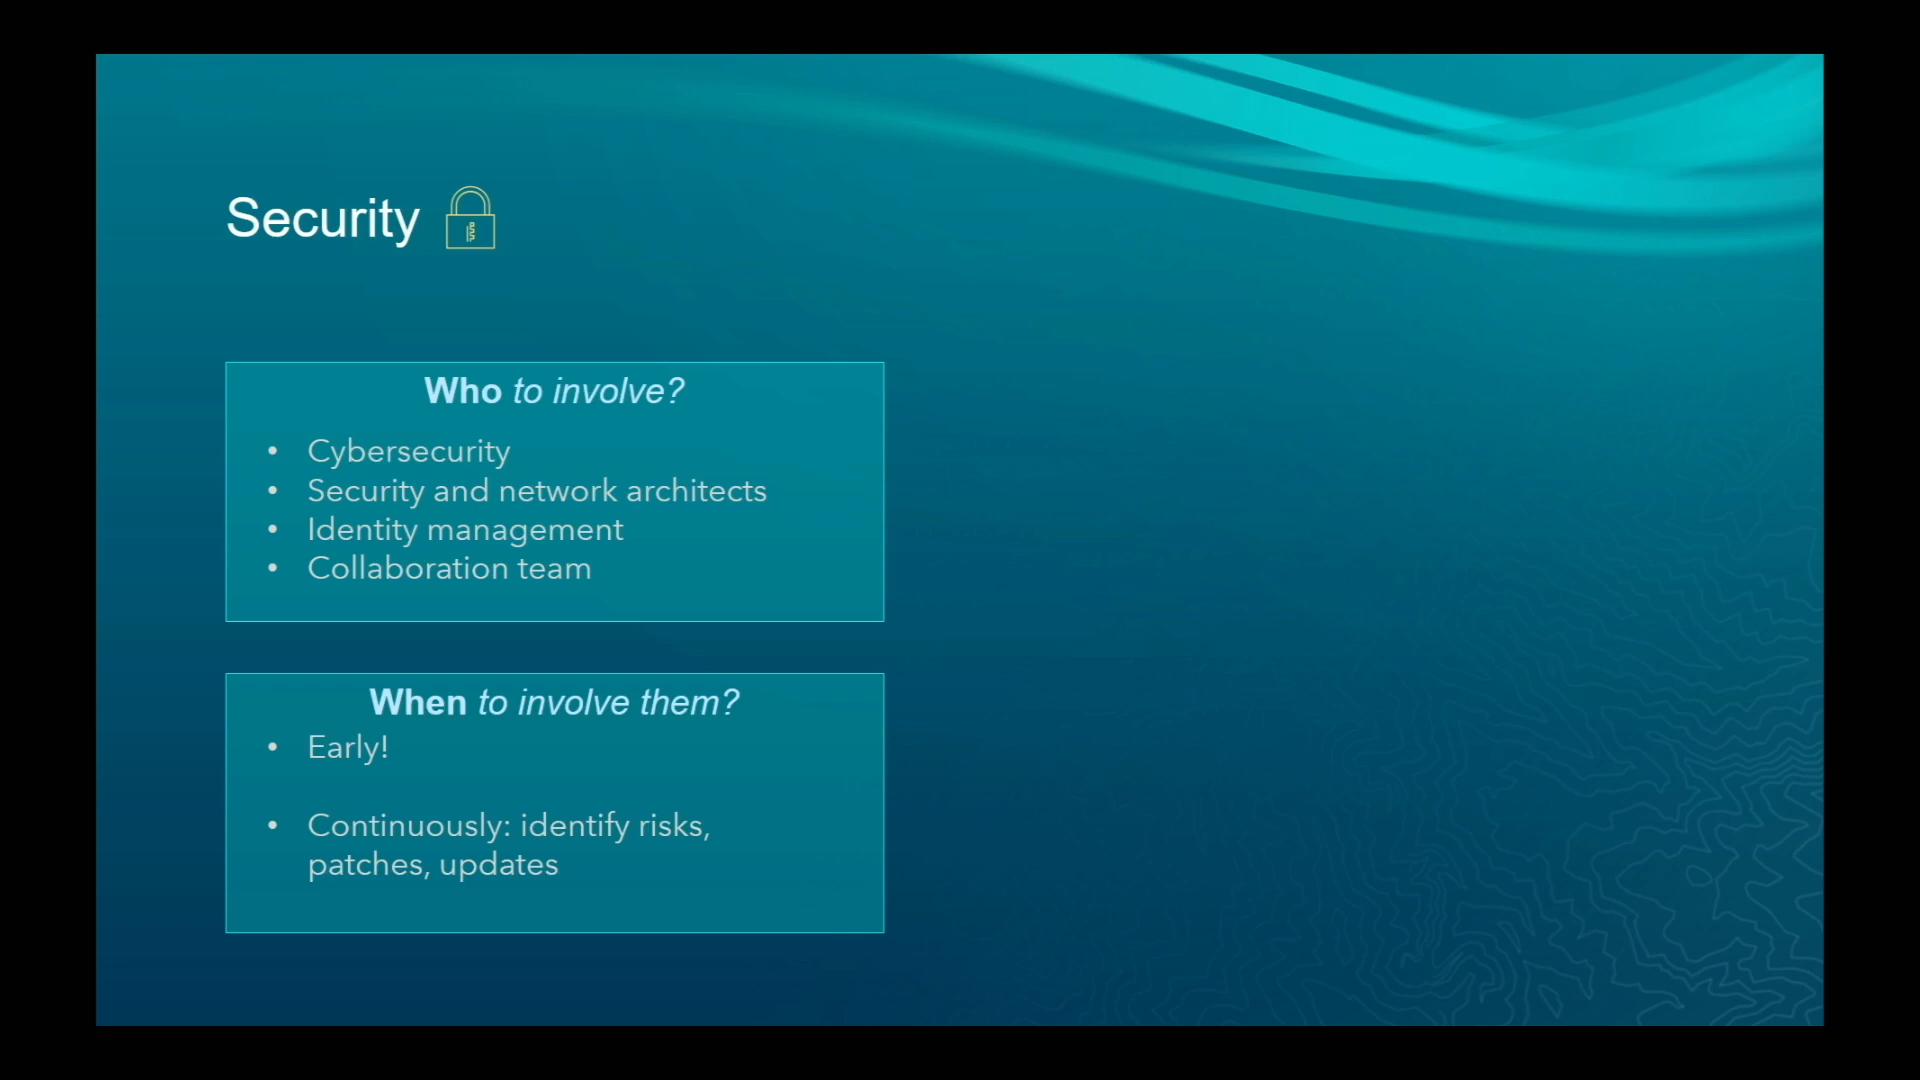 Security
Who to involve?
• Cybersecurity
• Security and network architects
• Identity management
• Collaboration team
When to involve them?
• Early!
• Continuously: identify risks,
patches, updates